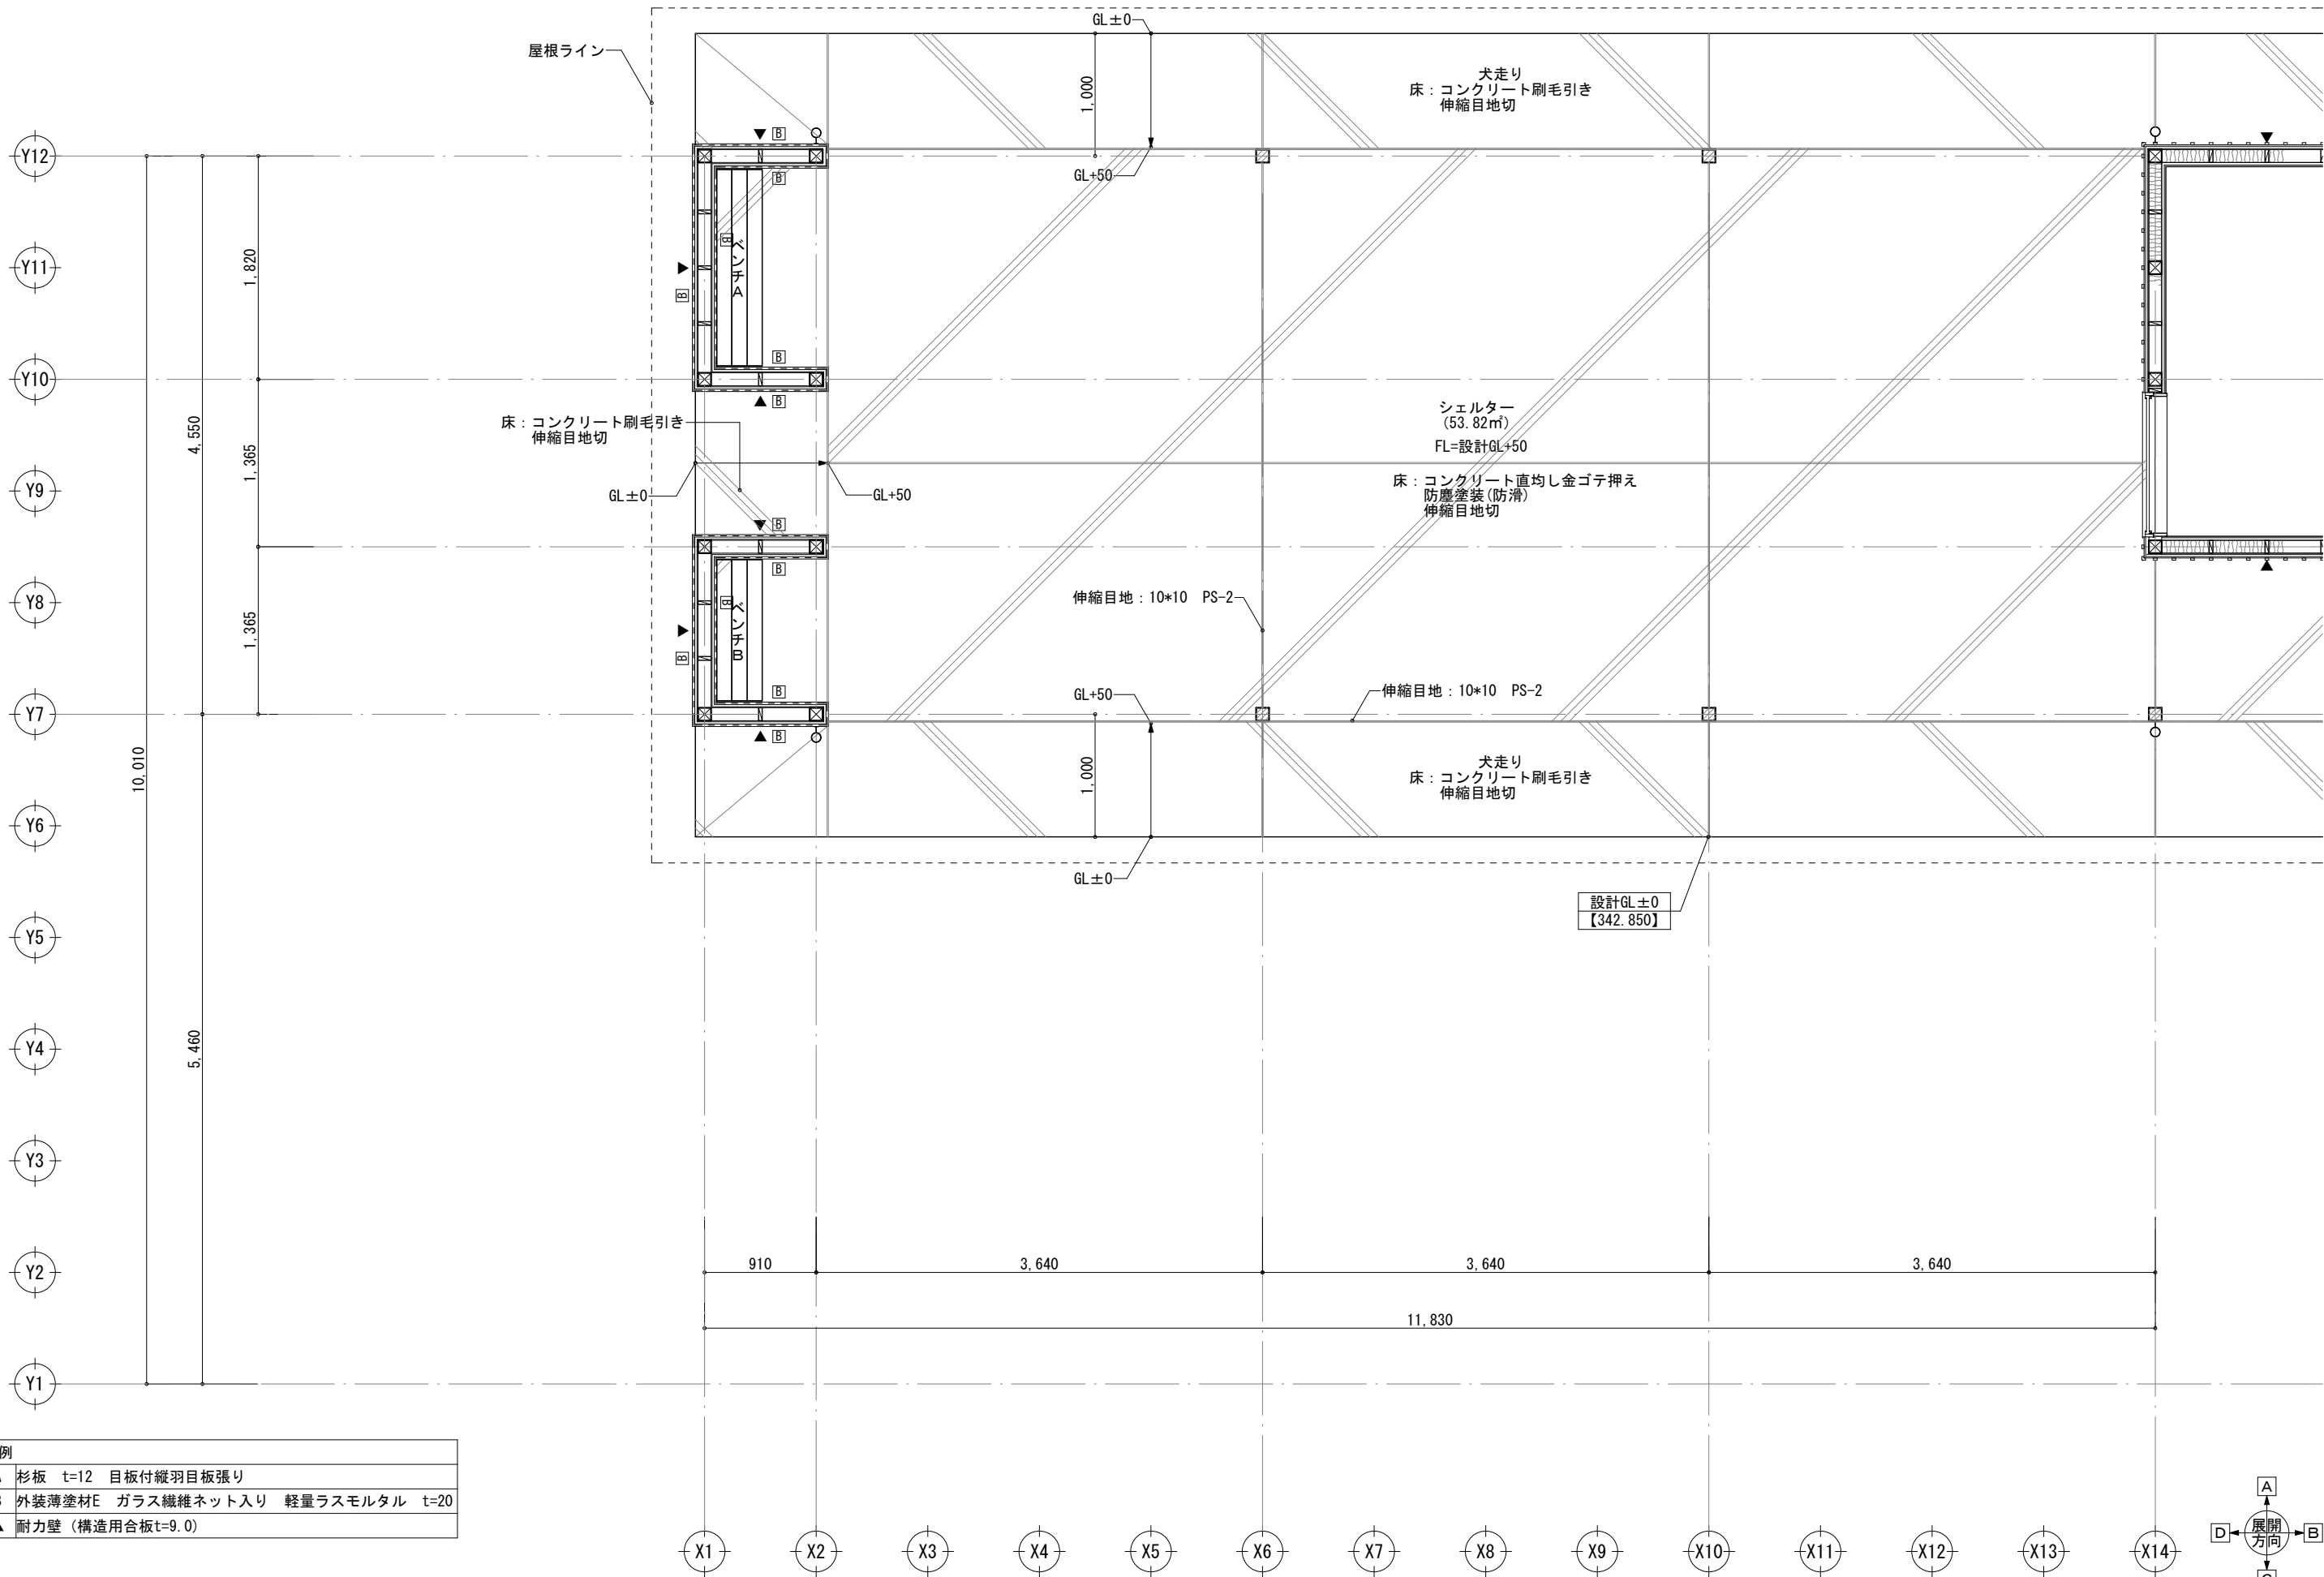 GL±0
屋根ライン
犬走り
床：コンクリート刷毛引き
伸縮目地切
1,000
B
GL+50
B
Y12
Y11
Y10
Y9
Y8
Y7
Y6
Y5
Y4
Y3
Y2
Y1
1,820
1,365
1,365
4,550
5,460
10,010
B
ベンチA
B
B
B
床：コンクリート刷毛引き
伸縮目地切
GL±0
GL+50
シェルター
(53.82㎡)
FL=設計GL+50
床：コンクリート直均し金ゴテ押え
防塵塗装(防滑)
伸縮目地切
B
B
B
ベンチB
B
B
B
伸縮目地：10*10 PS-2
伸縮目地：10*10 PS-2
GL+50
1,000
犬走り
床：コンクリート刷毛引き
伸縮目地切
GL±0
設計GL±0
【342.850】
910
3,640
3,640
3,640
11,830
例
杉板 t=12 目板付縦羽目板張り
外装薄塗材E ガラス繊維ネット入り 軽量ラスモルタル t=20
耐力壁（構造用合板t=9.0）
X1
X2
X3
X4
X5
X6
X7
X8
X9
X10
X11
X12
X13
X14
A
D
展開
方向
B